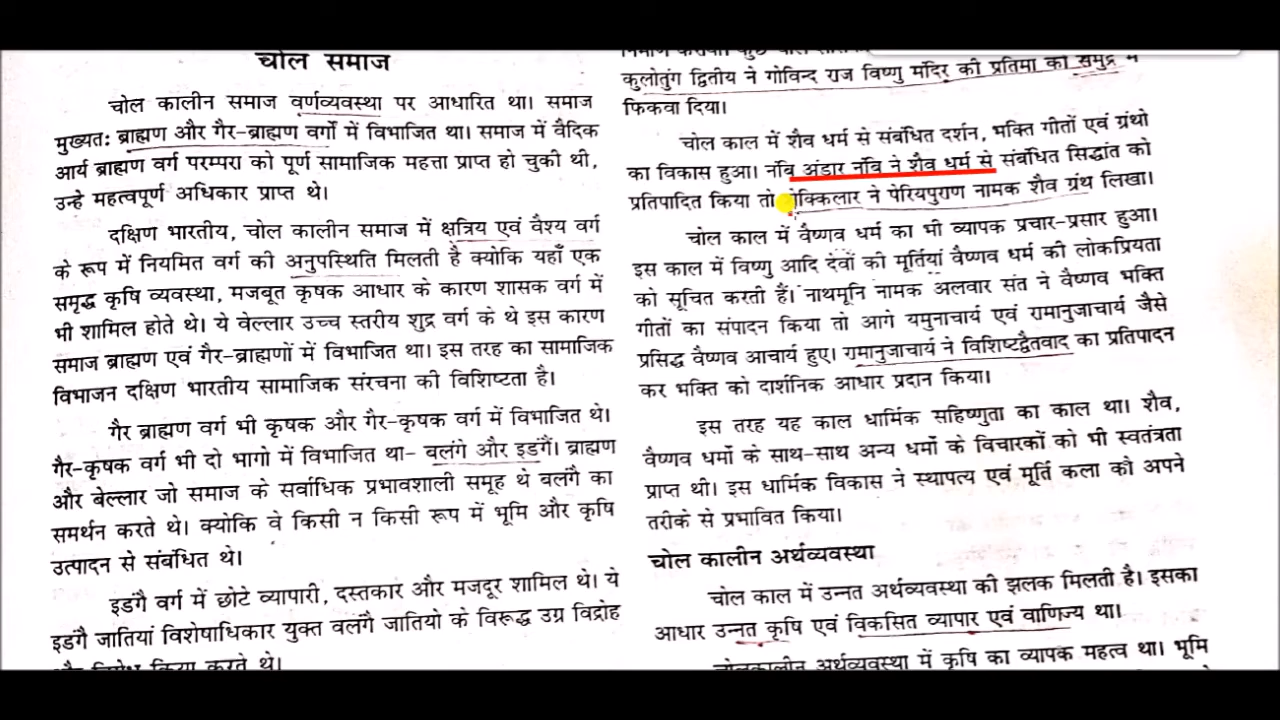 चोल समाज
चोल कालीन समाज वर्णव्यवस्था पर आधारित था। समाज
मुख्यतः ब्राह्मण और गैर-ब्राह्मण वर्गों में विभाजित था। समाज में वैदिक
आर्य ब्राह्मण वर्ग परम्परा को पूर्ण सामाजिक महत्ता प्राप्त हो चुकी थी,
उन्हे महत्वपूर्ण अधिकार प्राप्त थे।
दक्षिण भारतीय, चोल कालीन समाज में क्षत्रिय एवं वैश्य वर्ग
के रूप में नियमित वर्ग की अनुपस्थिति मिलती है क्योकि यहाँ एक
समृद्ध कृषि व्यवस्था, मजबूत कृषक आधार के कारण शासक वर्ग में
भी शामिल होते थे। ये वेल्लार उच्च स्तरीय शुद्र वर्ग के थे इस कारण
समाज ब्राह्मण एवं गैर-ब्राह्मणों में विभाजित था। इस तरह का सामाजिक
विभाजन दक्षिण भारतीय सामाजिक संरचना की विशिष्टता है।
गैर ब्राह्मण वर्ग भी कृषक और गैर-कृषक वर्ग में विभाजित थे।
गैर-कृषक वर्ग भी दो भागो में विभाजित था- बलंगे और इडगैं। ब्राह्मण
और बेल्लार जो समाज के सर्वाधिक प्रभावशाली समूह थे बलंगै का
समर्थन करते थे। क्योकि वे किसी न किसी रूप में भूमि और कृषि
उत्पादन से संबंधित थे।
इडंगै वर्ग में छोटे व्यापारी, दस्तकार और मजदूर शामिल थे। ये
इडंगै जातियां विशेषाधिकार युक्त वलंगै जातियो के विरूद्ध उग्र विद्रोह
किया करते थे।
कुलोतुंग द्वितीय ने गोविन्द राज विष्णु मंदिर की प्रतिमा को समुद्र में
फिकवा दिया।
चोल काल में शैव धर्म से संबंधित दर्शन, भक्ति गीतों एवं ग्रंथो
का विकास हुआ। नंबि अंडार नंबि ने शैव धर्म से संबंधित सिद्धांत को
प्रतिपादित किया तो ने पेरियपुराण नामक शैव ग्रंथ लिखा।
चोल काल में वैष्णव धर्म का भी व्यापक प्रचार-प्रसार हुआ।
इस काल में विष्णु आदि देवों की मूर्तियां वैष्णव धर्म की लोकप्रियता
को सूचित करती हैं। नाथमूनि नामक अलवार संत ने वैष्णव भक्ति
गीतों का संपादन किया तो आगे यमुनाचार्य एवं रामानुजाचार्य जैसे
प्रसिद्ध वैष्णव आचार्य हुए। रामानुजाचार्य ने विशिष्टद्वैतवाद का प्रतिपादन
कर भक्ति को दार्शनिक आधार प्रदान किया।
इस तरह यह काल धार्मिक सहिष्णुता का काल था। शैव,
वैष्णव धर्मो के साथ-साथ अन्य धर्मो के विचारकों को भी स्वतंत्रता
प्राप्त थी। इस धार्मिक विकास ने स्थापत्य एवं मूर्ति कला को अपने
तरीके से प्रभावित किया।
चोल कालीन अर्थव्यवस्था
चोल काल में उन्नत अर्थव्यवस्था की झलक मिलती है। इसका
आधार उन्नत कृषि एवं विकसित व्यापार एवं वाणिज्य था।
चोलकालीन अर्थव्यवस्था में कृषि का व्यापक महत्व था। भूमि